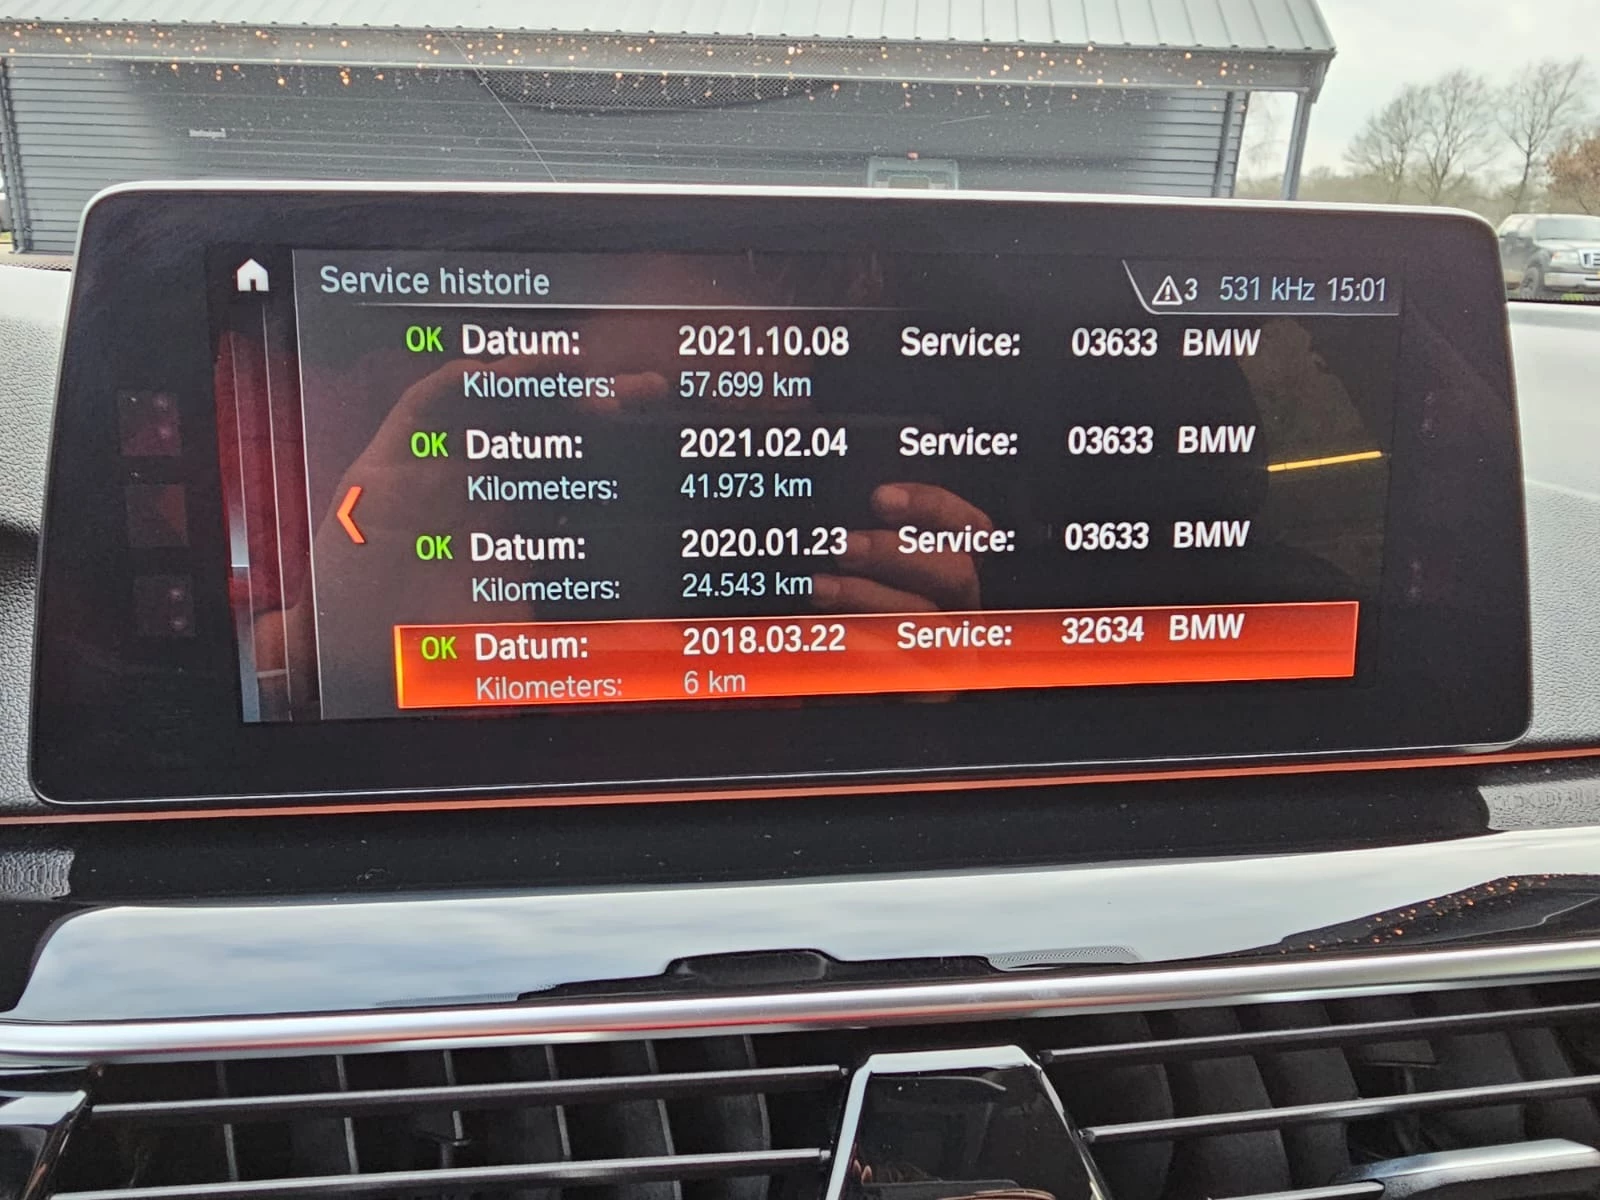 Service historie
3 531 kHz 15:01
OK Datum: 2021.10.08 Service: 03633 BMW
Kilometers: 57.699 km
OK Datum: 2021.02.04 Service: 03633 BMW
Kilometers: 41.973 km
OK Datum: 2020.01.23 Service: 03633 BMW
Kilometers: 24.543 km
OK Datum: 2018.03.22 Service: 32634 BMW
Kilometers: 6 km